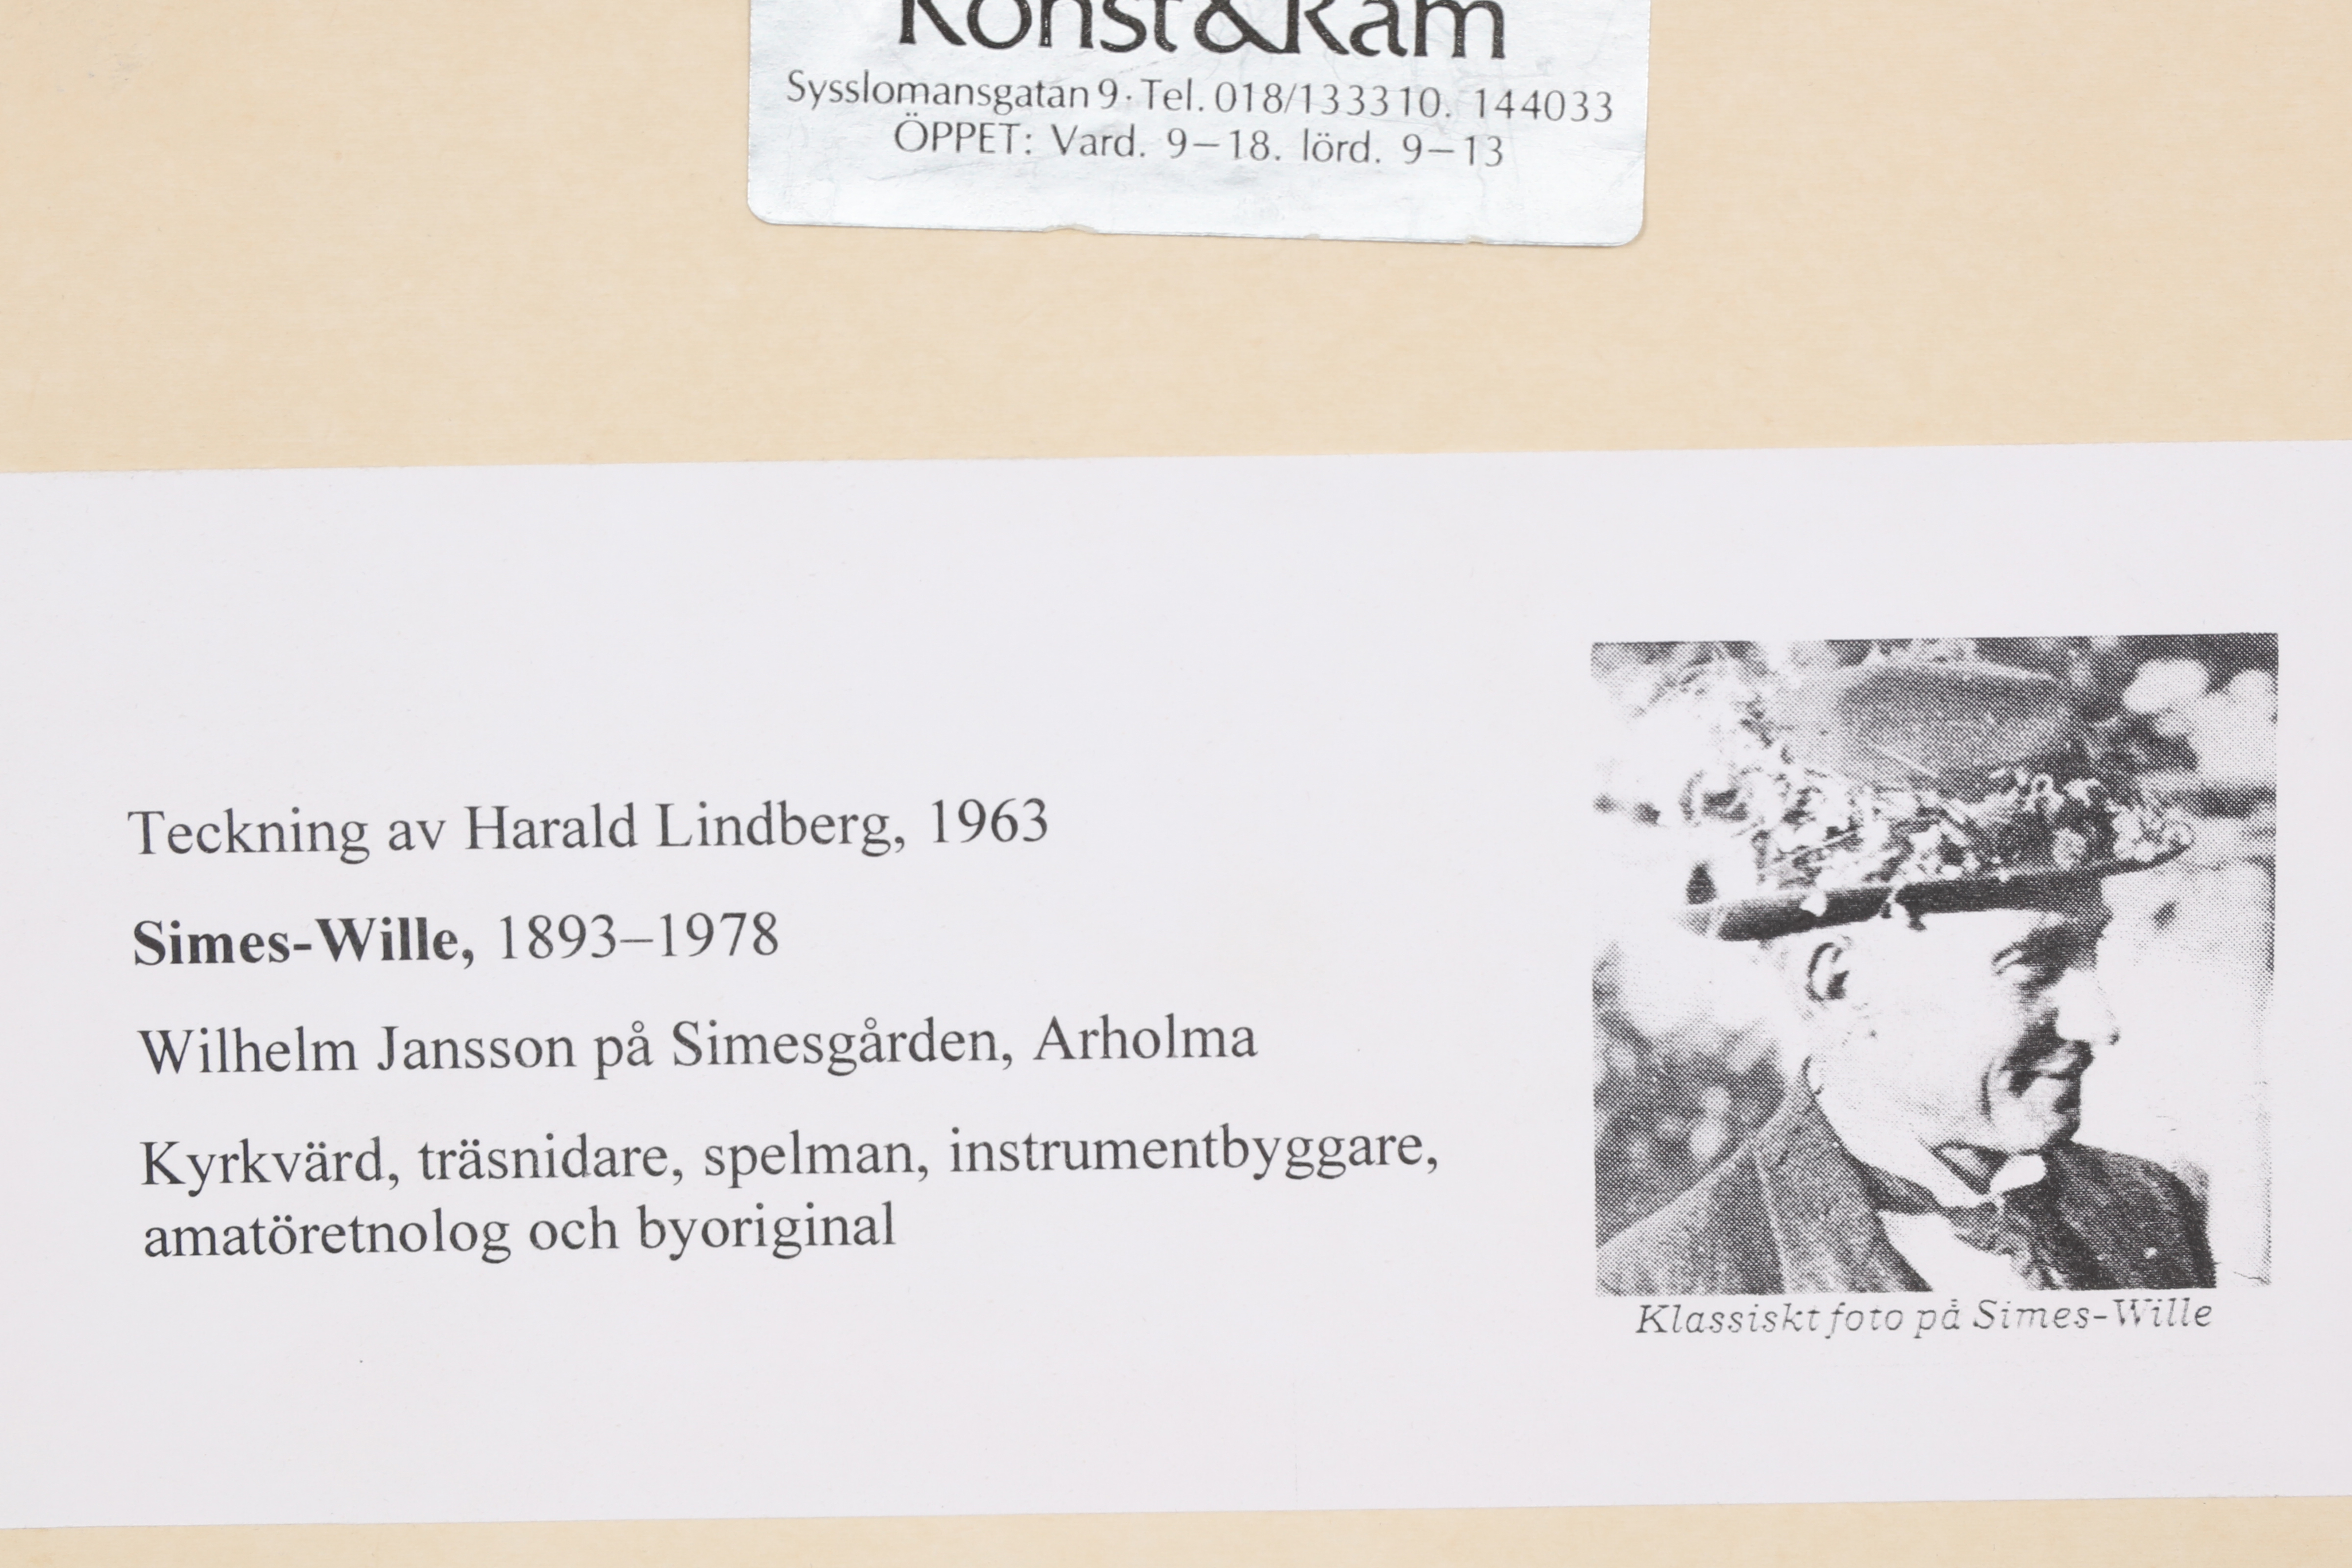 Konst&Ram
Sysslomansgatan 9 · Tel. 018/133310. 144033
ÖPPET: Vard. 9–18. lörd. 9–13
Teckning av Harald Lindberg, 1963
Simes-Wille, 1893–1978
Wilhelm Jansson på Simesgården, Arholma
Kyrkvärd, träsnidare, spelman, instrumentbyggare,
amatöretnolog och byoriginal
Klassiskt foto på Simes-Wille